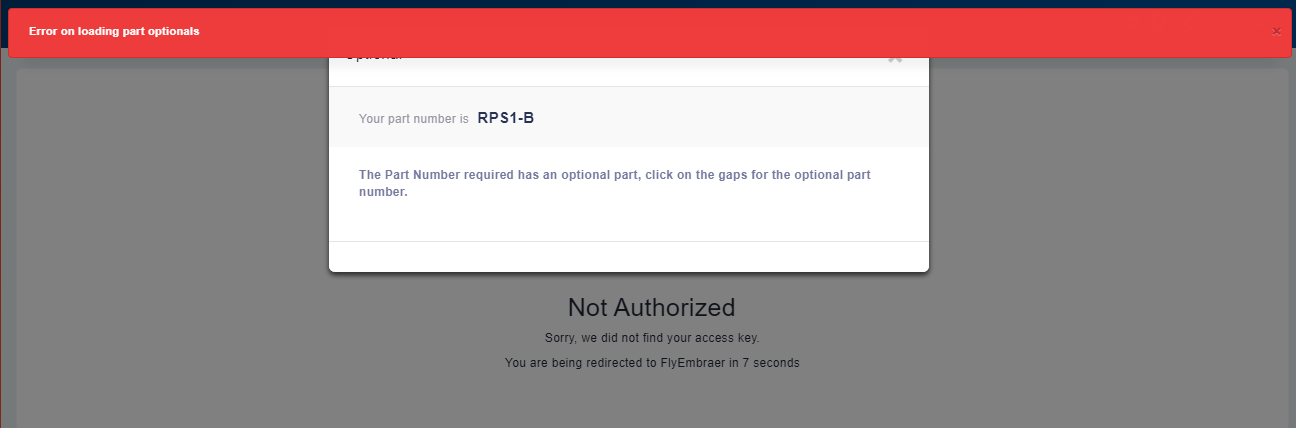 Error on loading part optionals
×
Your part number is RPS1-B
The Part Number required has an optional part, click on the gaps for the optional part
number.
Not Authorized
Sorry, we did not find your access key.
You are being redirected to FlyEmbraer in 7 seconds